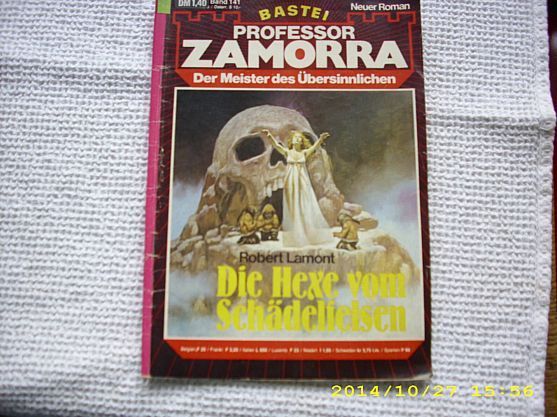 DM 1,40 Band 141
BASTEI
Neuer Roman
PROFESSOR
ZAMORRA
Der Meister des Übersinnlichen
Robert Lamont
Die Hexe vom
Schädelfelsen
2014/10/27 15:56